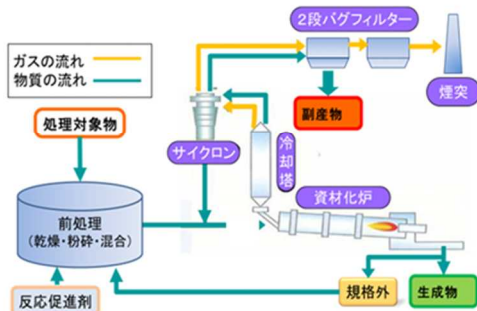 ガスの流れ
物質の流れ
2段バグフィルター
煙突
処理対象物
副産物
サイクロン
冷却塔
資材化炉
前処理
(乾燥・粉砕・混合)
反応促進剤
規格外
生成物